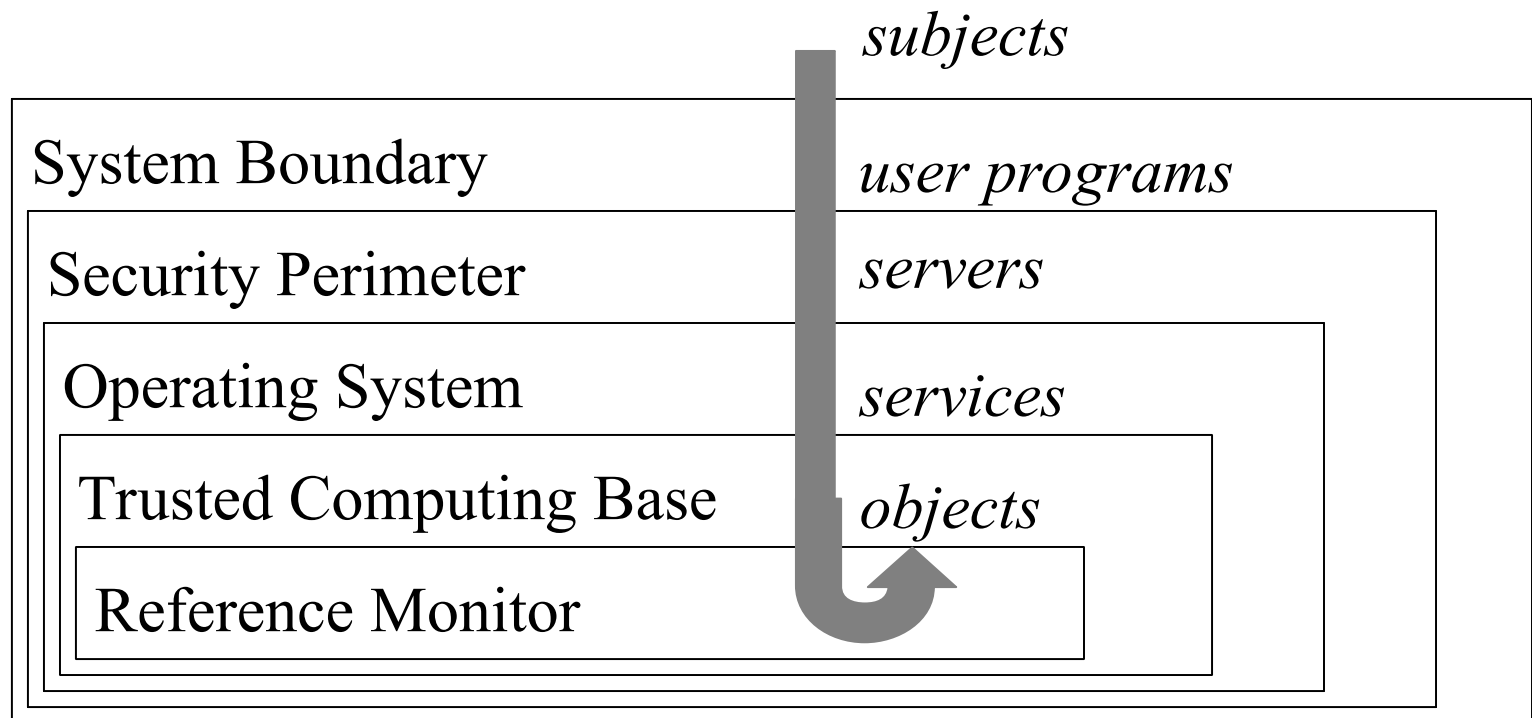 subjects
System Boundary
user programs
Security Perimeter
servers
Operating System
services
Trusted Computing Base
objects
Reference Monitor